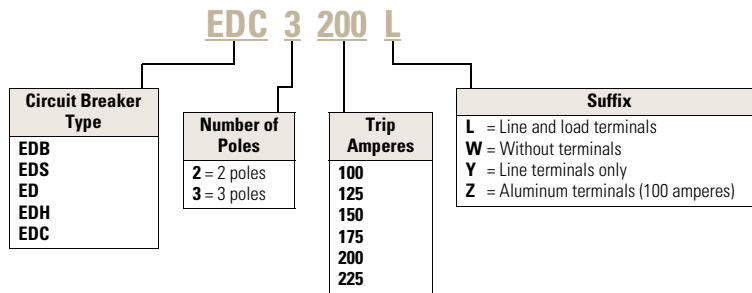 EDC 3 200 L
Circuit Breaker
Type
EDB
EDS
ED
EDH
EDC
Number of
Poles
2 = 2 poles
3 = 3 poles
Trip
Amperes
100
125
150
175
200
225
Suffix
L = Line and load terminals
W = Without terminals
Y = Line terminals only
Z = Aluminum terminals (100 amperes)